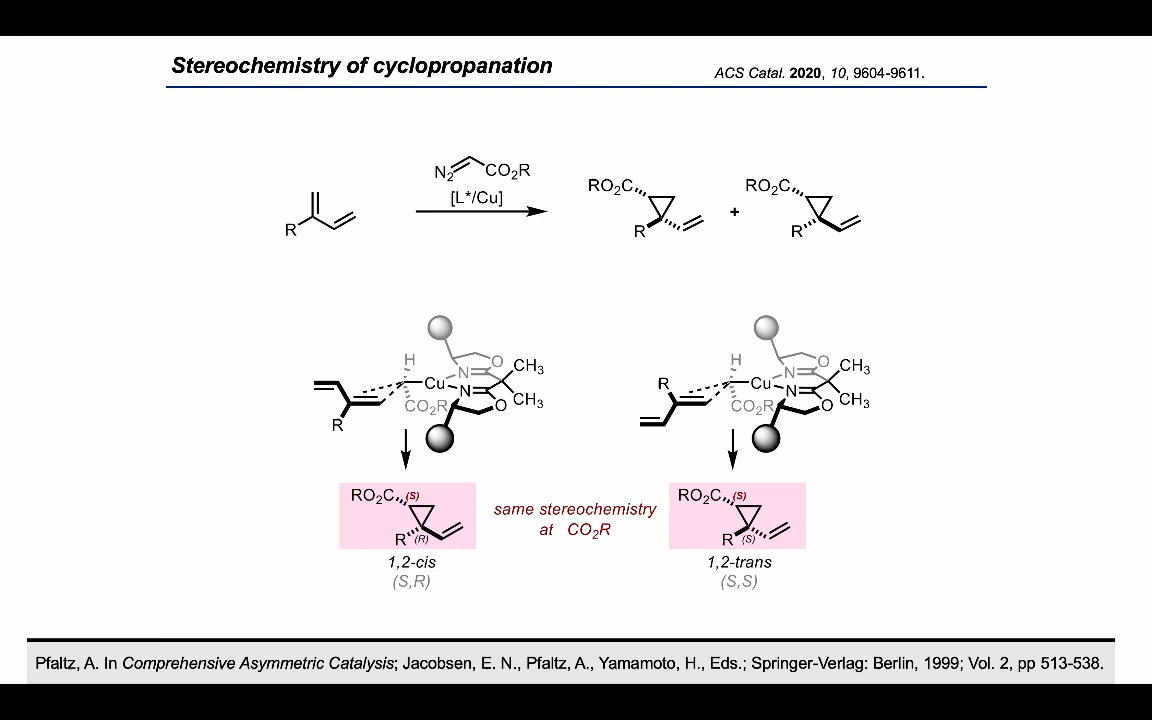 Stereochemistry of cyclopropanation
ACS Catal. 2020, 10, 9604-9611.
N2 CO2R
[L*/Cu]
R
RO2C
R
+
RO2C
R
H
Cu
N
O
CH3
CO2R
N
O
CH3
R
H
Cu
N
O
CH3
CO2R
N
O
CH3
R
RO2C (S)
R (R)
1,2-cis
(S,R)
same stereochemistry
at CO2R
RO2C (S)
R (S)
1,2-trans
(S,S)
Pfaltz, A. In Comprehensive Asymmetric Catalysis; Jacobsen, E. N., Pfaltz, A., Yamamoto, H., Eds.; Springer-Verlag: Berlin, 1999; Vol. 2, pp 513-538.